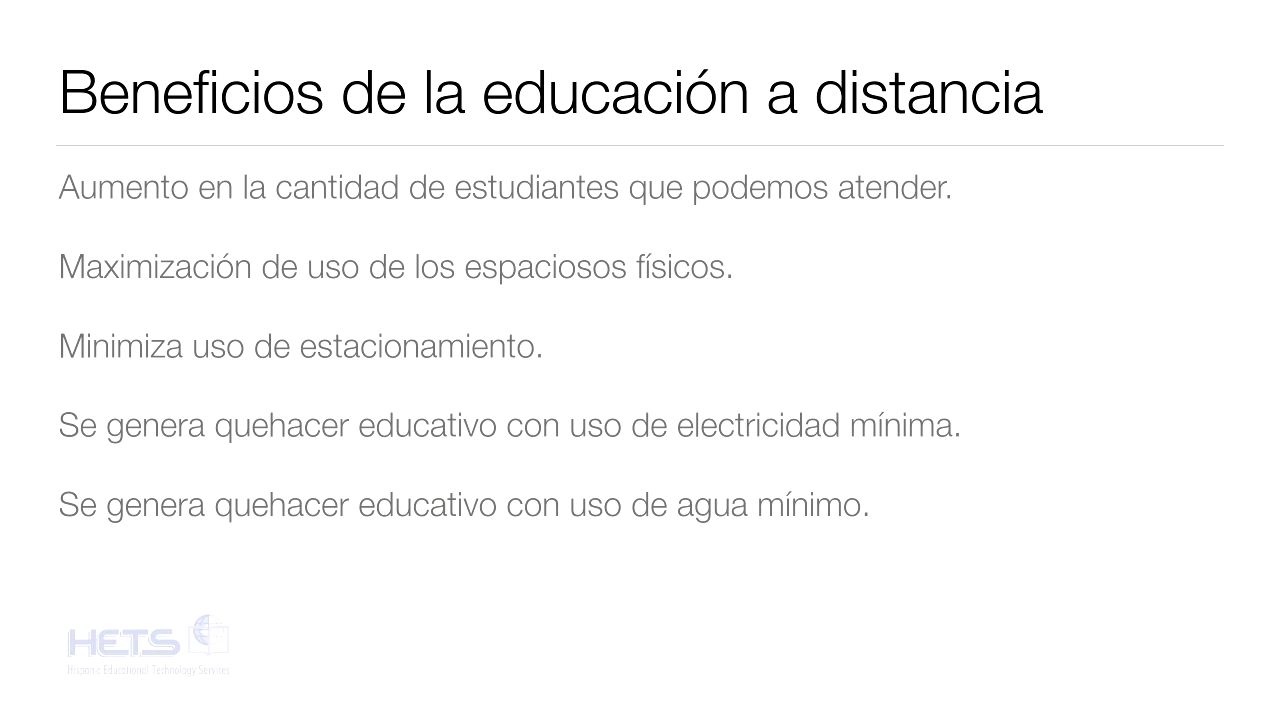 Beneficios de la educación a distancia
Aumento en la cantidad de estudiantes que podemos atender.
Maximización de uso de los espaciosos físicos.
Minimiza uso de estacionamiento.
Se genera quehacer educativo con uso de electricidad mínima.
Se genera quehacer educativo con uso de agua mínimo.
HETS
Hispanic Educational Technology Services